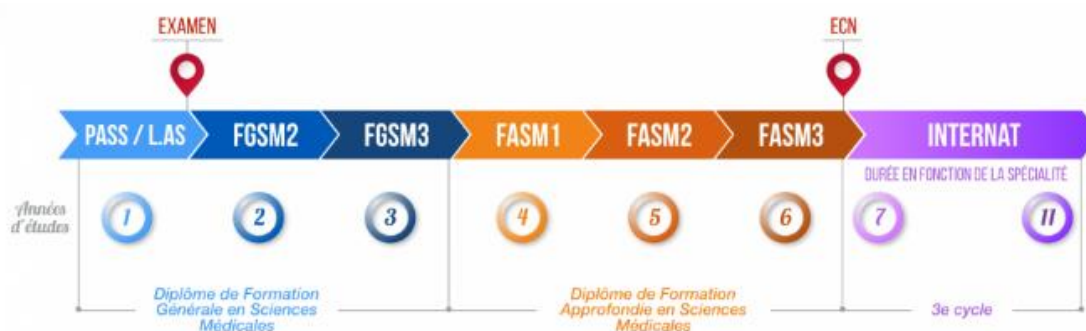 EXAMEN
ECN
PASS / L.AS
FGSM2
FGSM3
FASM1
FASM2
FASM3
INTERNAT
DURÉE EN FONCTION DE LA SPÉCIALITÉ
Années
d'études
1
2
3
4
5
6
7
11
Diplôme de Formation
Générale en Sciences
Médicales
Diplôme de Formation
Approfondie en Sciences
Médicales
3e cycle